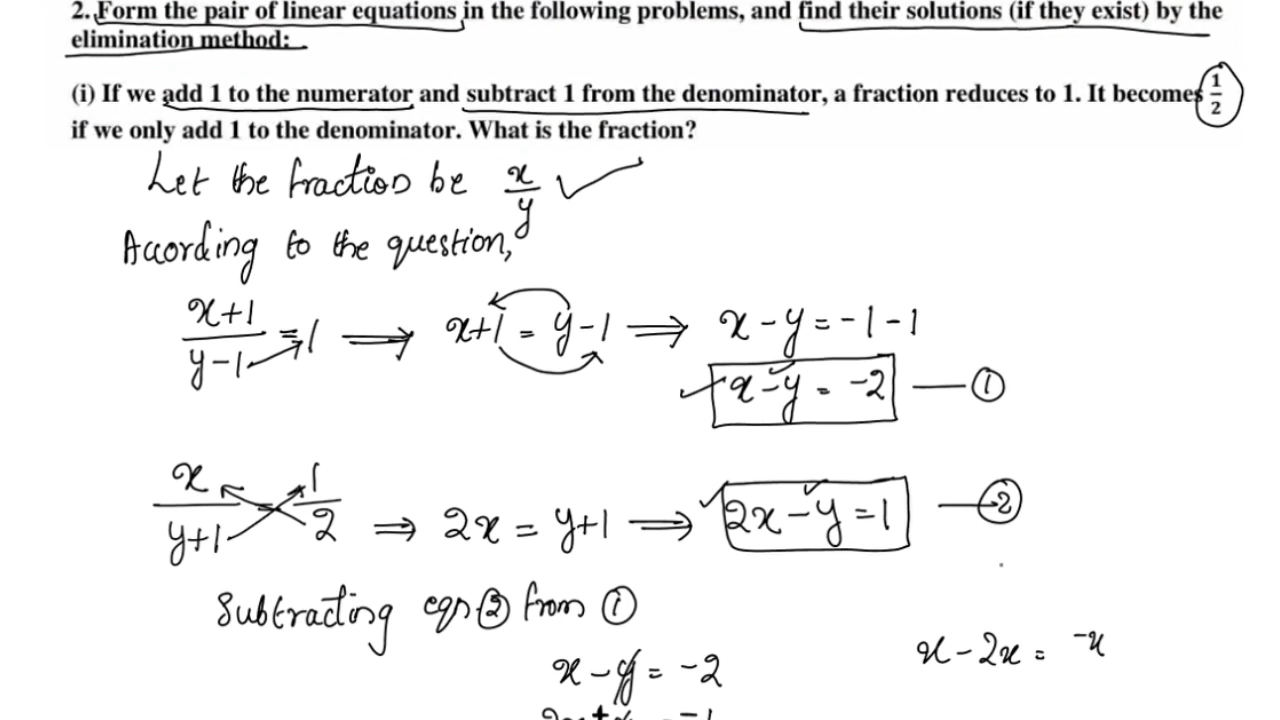 2. Form the pair of linear equations in the following problems, and find their solutions (if they exist) by the
elimination method:
(i) If we add 1 to the numerator and subtract 1 from the denominator, a fraction reduces to 1. It becomes 1/2
if we only add 1 to the denominator. What is the fraction?
Let the fraction be x/y
Acording to the question,
x+1/y-1 = 1 ⟹ x+1 = y-1 ⟹ x-y = -1-1
x-y = -2 — ①
x/y+1 1/2 ⇒ 2x = y+1 ⟹ 2x-y=1 — ②
Subtracting eqn ② from ①
x-y = -2 x-2x = -x